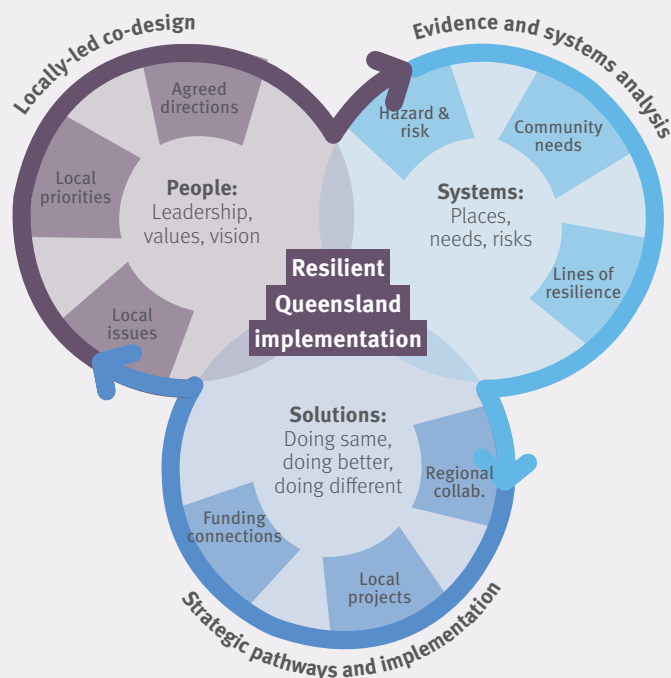 Locally-led co-design
Agreed
directions
Local
priorities
Local
issues
People:
Leadership,
values, vision
Evidence and systems analysis
Hazard &
risk
Community
needs
Lines of
resilience
Systems:
Places,
needs, risks
Resilient
Queensland
implementation
Solutions:
Doing same,
doing better,
doing different
Regional
collab.
Funding
connections
Local
projects
Strategic pathways and implementation